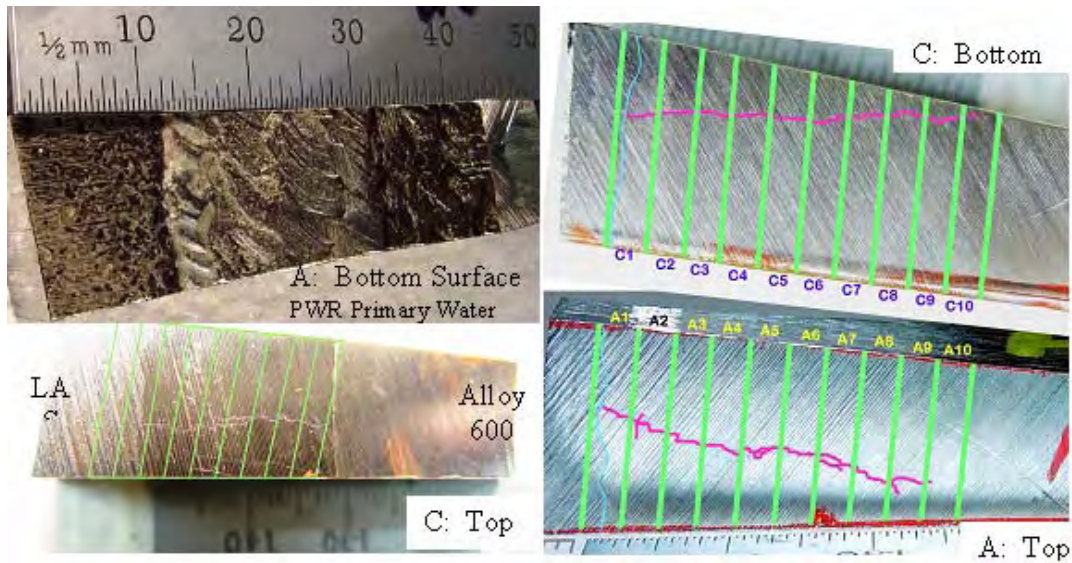 ½ mm 10 20 30 40 50
A: Bottom Surface
PWR Primary Water
C: Bottom
C1 C2 C3 C4 C5 C6 C7 C8 C9 C10
LA
Alloy
600
C: Top
A1 A2 A3 A4 A5 A6 A7 A8 A9 A10
A: Top